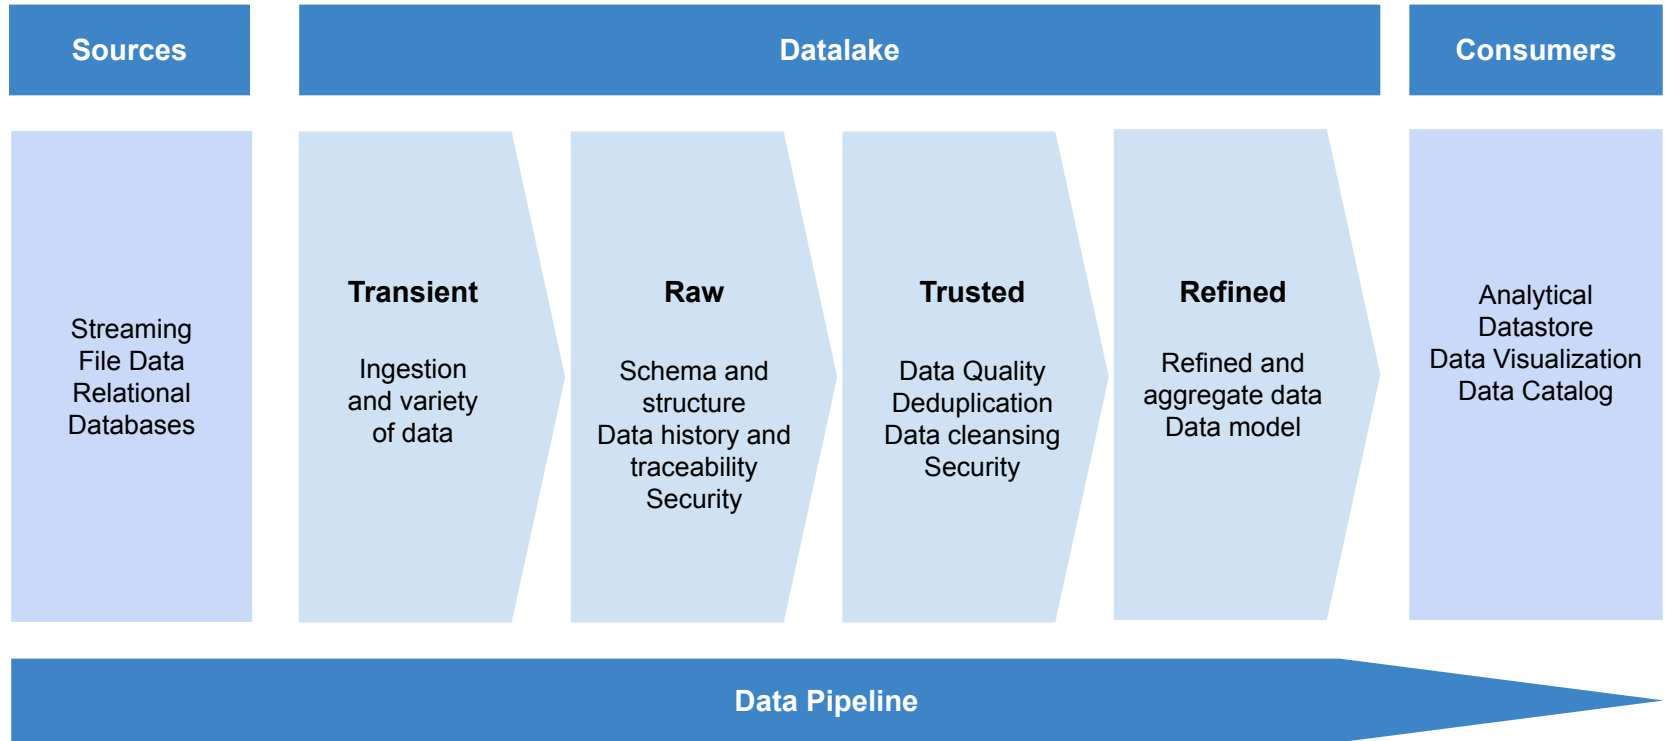 Sources
Datalake
Consumers
Streaming
File Data
Relational
Databases
Transient
Ingestion
and variety
of data
Raw
Schema and
structure
Data history and
traceability
Security
Trusted
Data Quality
Deduplication
Data cleansing
Security
Refined
Refined and
aggregate data
Data model
Analytical
Datastore
Data Visualization
Data Catalog
Data Pipeline